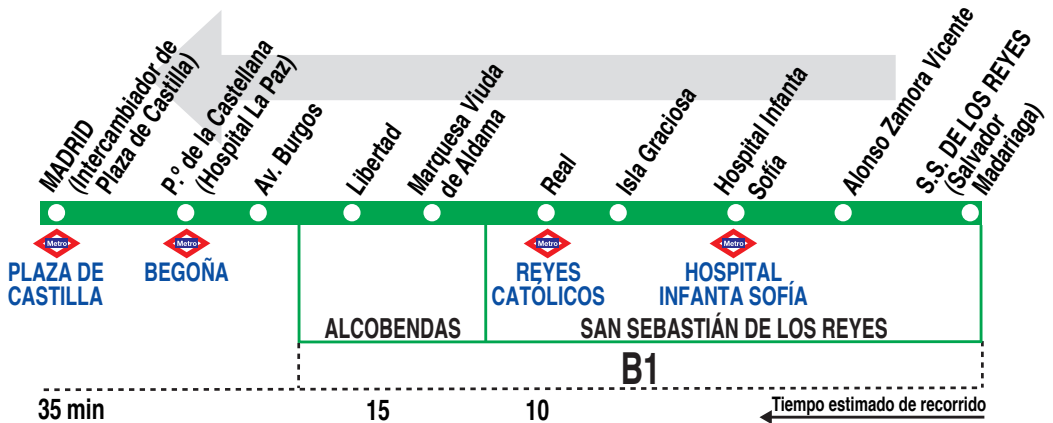 MADRID
(Intercambiador de
Plaza de Castilla)
P.º de la Castellana
(Hospital La Paz)
Av. Burgos
Libertad
Marquesa Viuda
de Aldama
Real
Isla Graciosa
Hospital Infanta
Sofía
Alonso Zamora Vicente
S.S. DE LOS REYES
(Salvador
Madariaga)
Metro
PLAZA DE
CASTILLA
Metro
BEGOÑA
Metro
REYES
CATÓLICOS
Metro
HOSPITAL
INFANTA SOFÍA
ALCOBENDAS
SAN SEBASTIÁN DE LOS REYES
B1
35 min
15
10
Tiempo estimado de recorrido